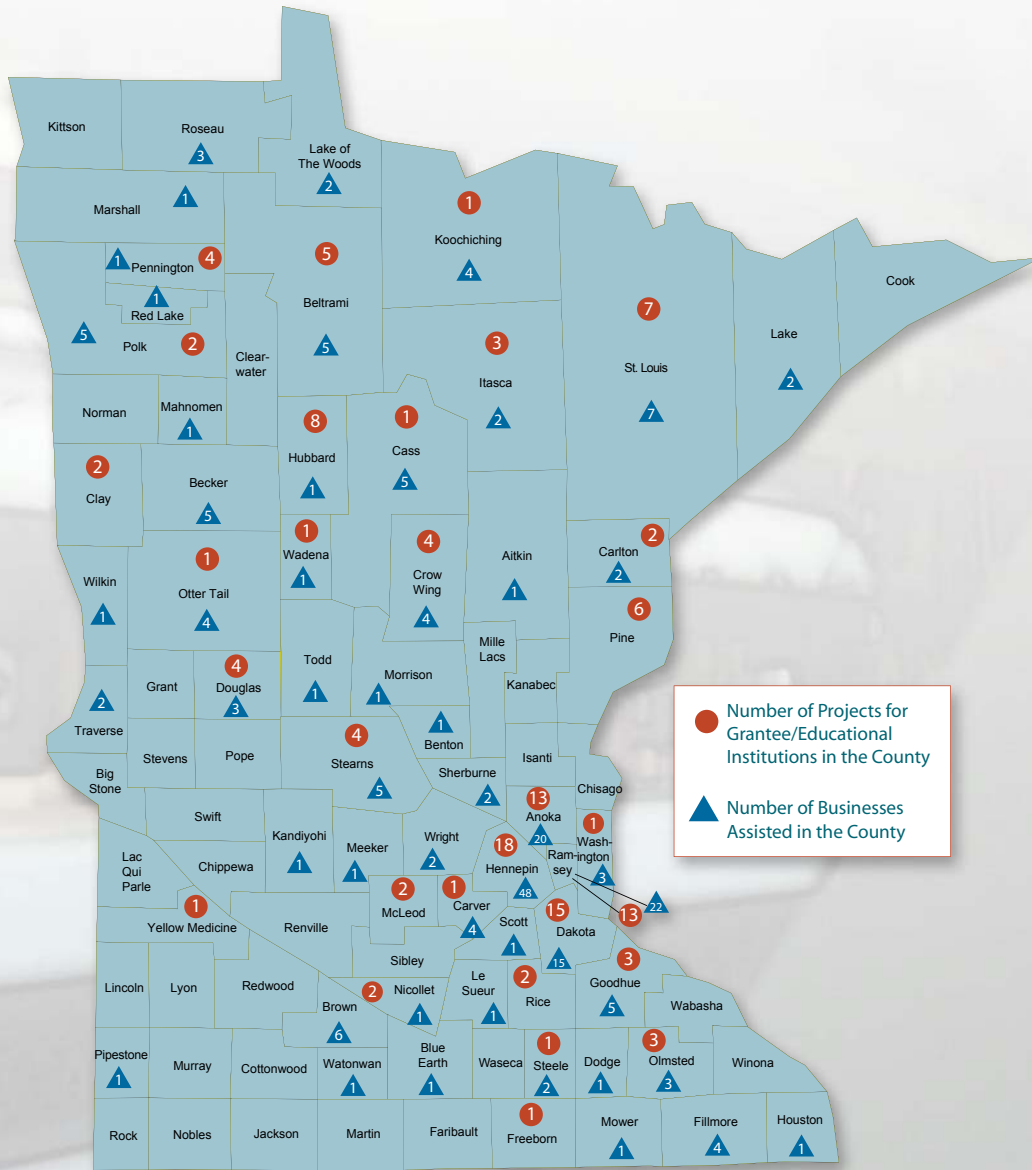 Kittson
Roseau
3
Lake of
The Woods
2
Marshall
1
1
Koochiching
4
5
Beltrami
5
1
Pennington
4
1
Red Lake
5
Polk
2
Clear-
water
3
Itasca
2
7
St. Louis
7
Lake
2
Cook
Norman
Mahnomen
1
8
Hubbard
1
1
Cass
5
2
Clay
Becker
5
1
Wadena
1
4
Crow
Wing
4
Aitkin
1
2
Carlton
2
Wilkin
1
1
Otter Tail
4
6
Pine
Mille
Lacs
Kanabec
Todd
1
Morrison
1
2
Traverse
Grant
4
Douglas
3
1
Benton
Number of Projects for
Grantee/Educational
Institutions in the County
Number of Businesses
Assisted in the County
Big
Stone
Stevens
Pope
4
Stearns
5
Sherburne
2
Isanti
Chisago
Swift
13
Anoka
20
1
Wash-
ington
3
Kandiyohi
1
Meeker
1
Wright
2
18
Hennepin
48
Ram-
sey
22
13
Lac
Qui
Parle
Chippewa
1
Yellow Medicine
Renville
2
McLeod
1
Carver
4
Scott
1
15
Dakota
15
Sibley
3
Goodhue
5
Lincoln
Lyon
Redwood
Brown
6
2
Nicollet
1
Le
Sueur
1
2
Rice
Wabasha
Pipestone
1
Murray
Cottonwood
Watonwan
1
Blue
Earth
1
Waseca
1
Steele
2
Dodge
1
3
Olmsted
3
Winona
Rock
Nobles
Jackson
Martin
Faribault
1
Freeborn
Mower
1
Fillmore
4
Houston
1